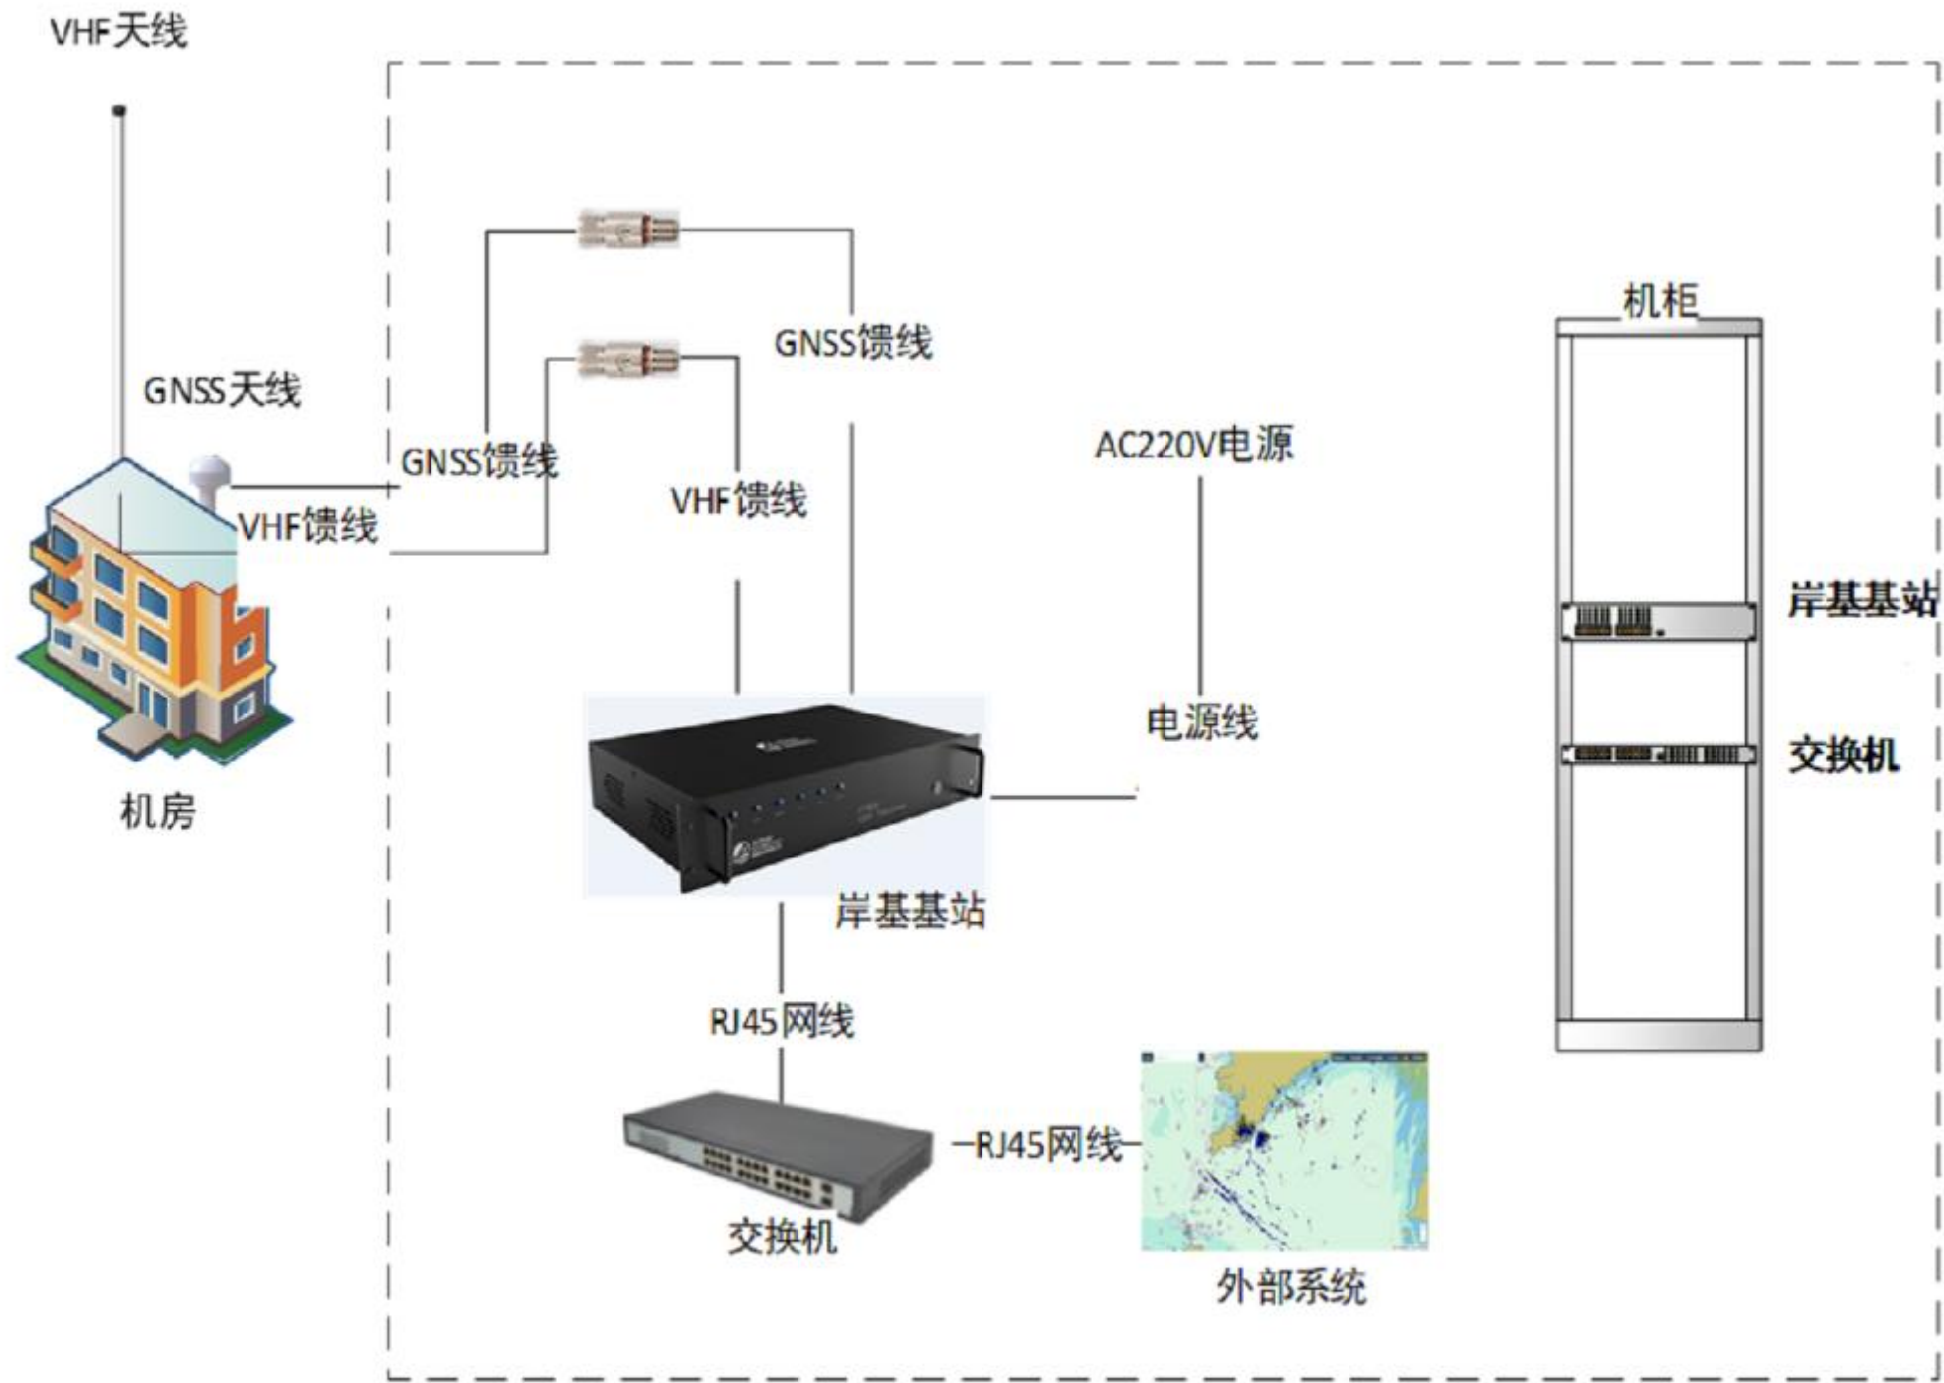 VHF天线
GNSS天线
GNSS馈线
GNSS馈线
VHF馈线
VHF馈线
AC220V电源
机柜
岸基基站
电源线
交换机
机房
岸基基站
RJ45网线
RJ45网线
交换机
外部系统